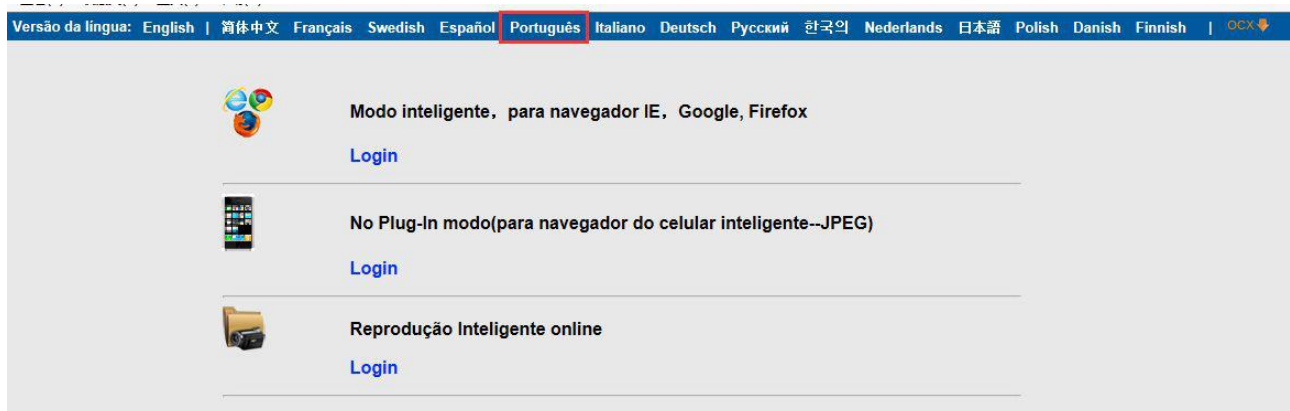 Versão da língua: English | 简体中文 Français Swedish Español Português Italiano Deutsch Русский 한국의 Nederlands 日本語 Polish Danish Finnish | OCX
Modo inteligente，para navegador IE，Google, Firefox
Login
No Plug-In modo(para navegador do celular inteligente--JPEG)
Login
Reprodução Inteligente online
Login